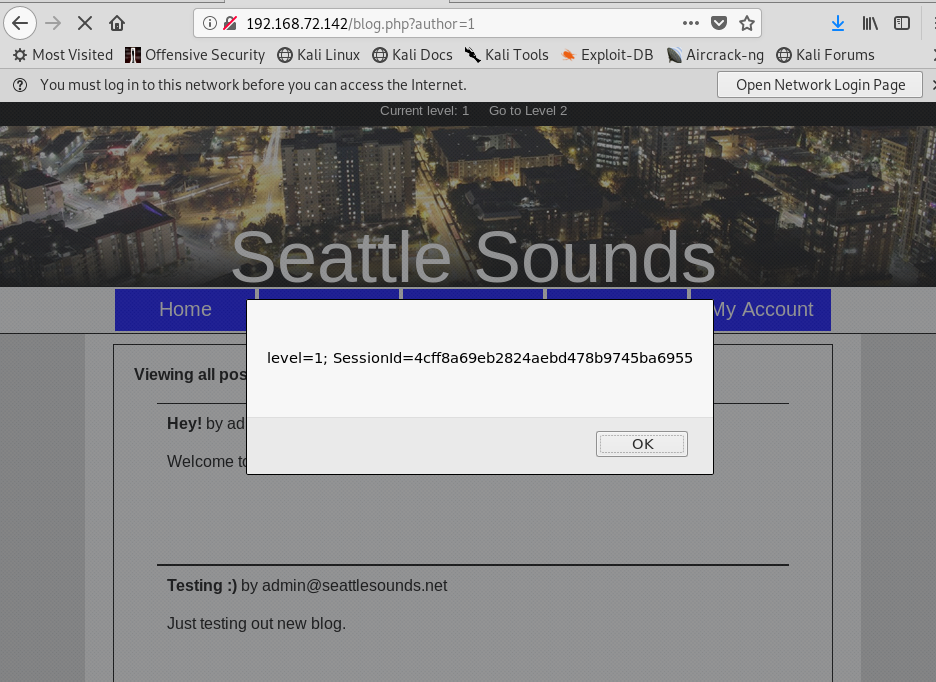 192.168.72.142/blog.php?author=1
Most Visited Offensive Security Kali Linux Kali Docs Kali Tools Exploit-DB Aircrack-ng Kali Forums
You must log in to this network before you can access the Internet. Open Network Login Page
Current level: 1 Go to Level 2
Seattle Sounds
Home My Account
level=1; SessionId=4cff8a69eb2824aebd478b9745ba6955
OK
Viewing all pos
Hey! by ad
Welcome to
Testing :) by admin@seattlesounds.net
Just testing out new blog.